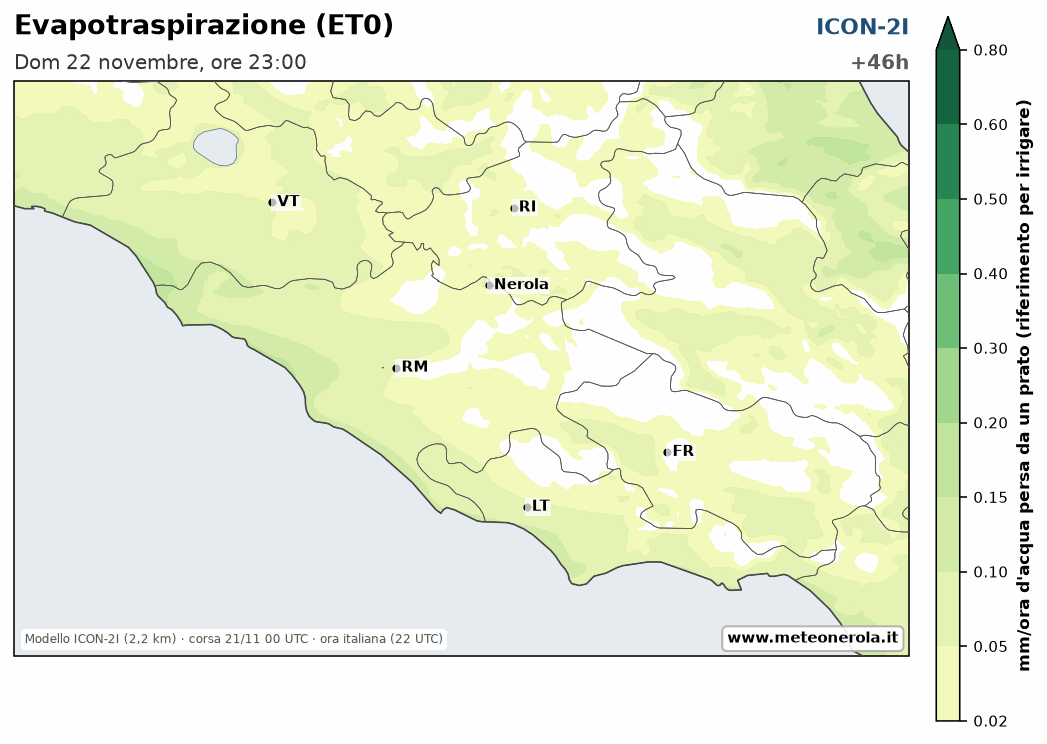 Evapotraspirazione (ET0)
ICON-2I
Dom 22 novembre, ore 23:00
+46h
VT
RI
Nerola
RM
FR
LT
Modello ICON-2I (2,2 km) · corsa 21/11 00 UTC · ora italiana (22 UTC)
www.meteonerola.it
0.80
0.60
0.50
0.40
0.30
0.20
0.15
0.10
0.05
0.02
mm/ora d'acqua persa da un prato (riferimento per irrigare)